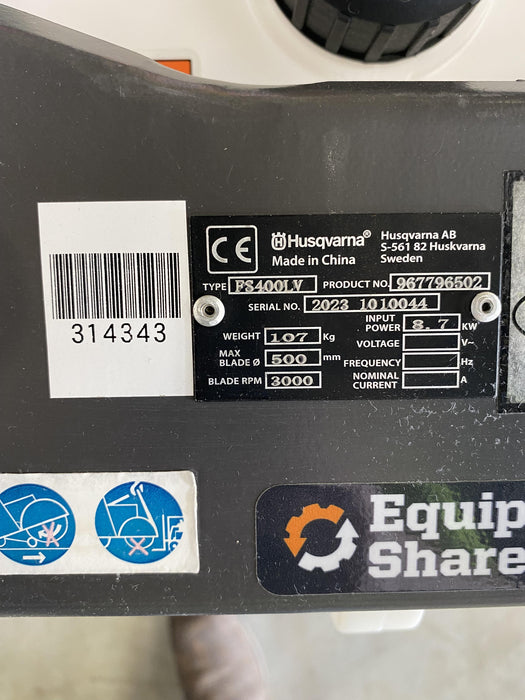 314343
CE
Husqvarna®
Made in China
Husqvarna AB
S-561 82 Huskvarna
Sweden
TYPE FS400LV PRODUCT NO. 967796502
SERIAL NO. 2023 1010044
WEIGHT 107 Kg
MAX BLADE Ø 500 mm
BLADE RPM 3000
INPUT POWER 8.7 KW
VOLTAGE V~
FREQUENCY Hz
NOMINAL CURRENT A
Equip
Share